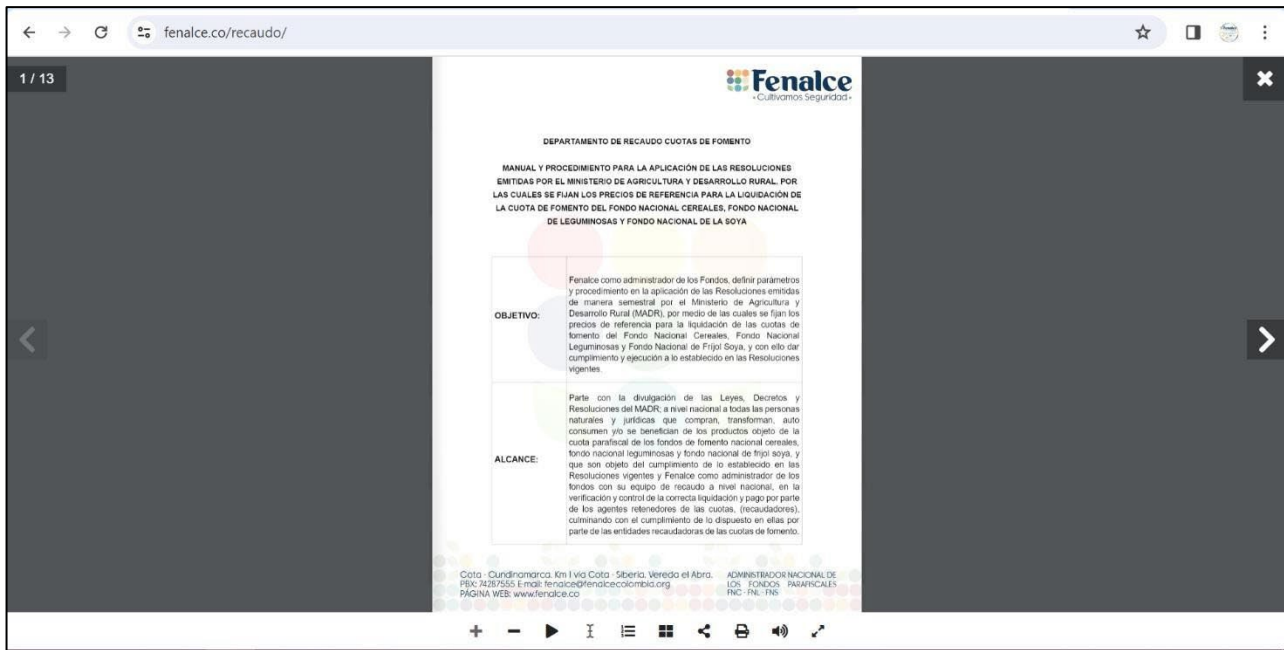 fenalce.co/recaudo/
1 / 13
Fenalce
• Cultivamos Seguridad •
DEPARTAMENTO DE RECAUDO CUOTAS DE FOMENTO
MANUAL Y PROCEDIMIENTO PARA LA APLICACIÓN DE LAS RESOLUCIONES
EMITIDAS POR EL MINISTERIO DE AGRICULTURA Y DESARROLLO RURAL, POR
LAS CUALES SE FIJAN LOS PRECIOS DE REFERENCIA PARA LA LIQUIDACIÓN DE
LA CUOTA DE FOMENTO DEL FONDO NACIONAL CEREALES, FONDO NACIONAL
DE LEGUMINOSAS Y FONDO NACIONAL DE LA SOYA
OBJETIVO:
Fenalce como administrador de los Fondos, definir parámetros
y procedimiento en la aplicación de las Resoluciones emitidas
de manera semestral por el Ministerio de Agricultura y
Desarrollo Rural (MADR), por medio de las cuales se fijan los
precios de referencia para la liquidación de las cuotas de
fomento del Fondo Nacional Cereales, Fondo Nacional
Leguminosas y Fondo Nacional de Frijol Soya, y con ello dar
cumplimiento y ejecución a lo establecido en las Resoluciones
vigentes.
ALCANCE:
Parte con la divulgación de las Leyes, Decretos y
Resoluciones del MADR; a nivel nacional a todas las personas
naturales y jurídicas que compran, transforman, auto
consumen y/o se benefician de los productos objeto de la
cuota parafiscal de los fondos de fomento nacional cereales,
fondo nacional leguminosas y fondo nacional de frijol soya, y
que son objeto del cumplimiento de lo establecido en las
Resoluciones vigentes y Fenalce como administrador de los
fondos con su equipo de recaudo a nivel nacional, en la
verificación y control de la correcta liquidación y pago por parte
de los agentes retenedores de las cuotas, (recaudadores),
culminando con el cumplimiento de lo dispuesto en ellas por
parte de las entidades recaudadoras de las cuotas de fomento.
Cota - Cundinamarca. Km 1 vía Cota - Siberia. Vereda el Abra.
PBX: 74287555 E-mail: fenalce@fenalcecolombia.org
PÁGINA WEB: www.fenalce.co
ADMINISTRADOR NACIONAL DE
LOS FONDOS PARAFISCALES
FNC - FNL - FNS